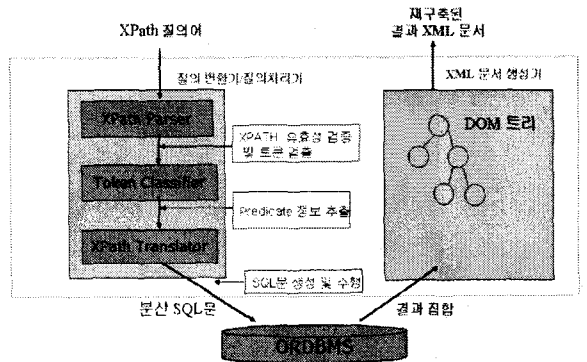 XPath 질의어
재구축된
결과 XML 문서
질의 변환기/질의처리기
XML 문서 생성기
XPath Parser
XPATH 유효성 검증
및 토큰 검출
Token Classifier
Predicate 정보 추출
XPath Translator
SQL문 생성 및 수행
DOM 트리
분산 SQL문
결과 집합
ORDBMS